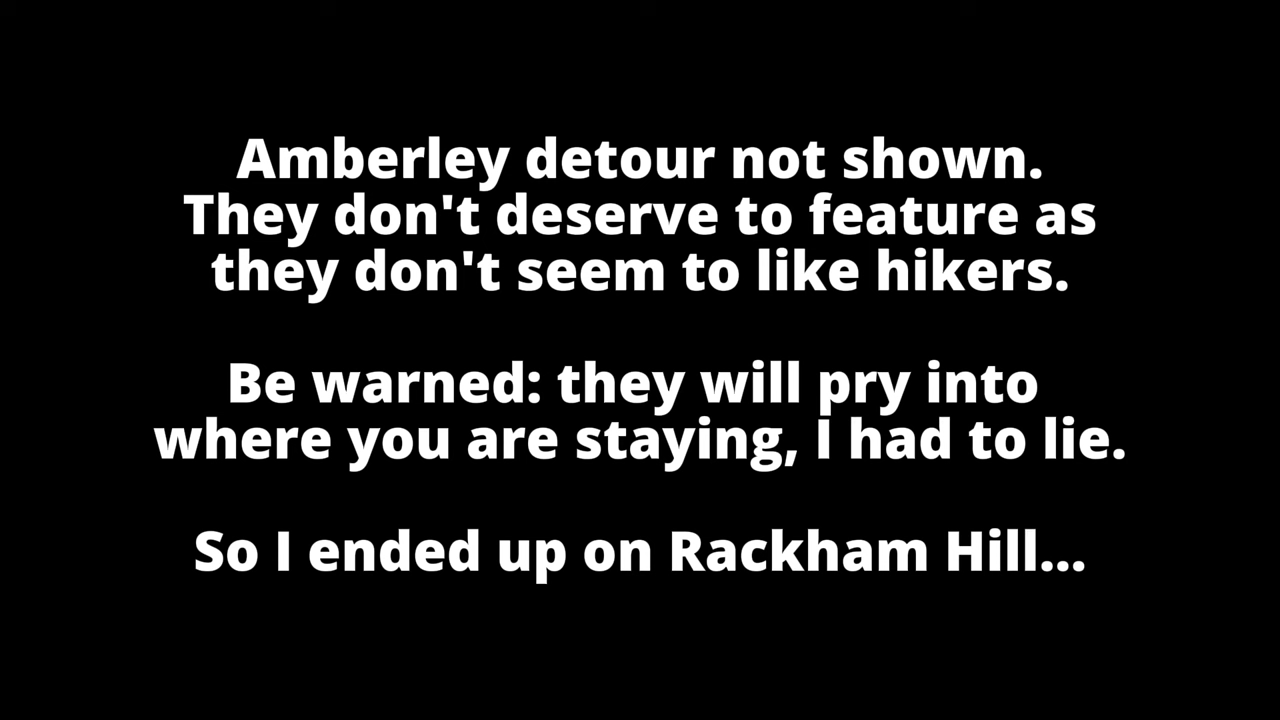 Amberley detour not shown.
They don't deserve to feature as
they don't seem to like hikers.
Be warned: they will pry into
where you are staying, I had to lie.
So I ended up on Rackham Hill...